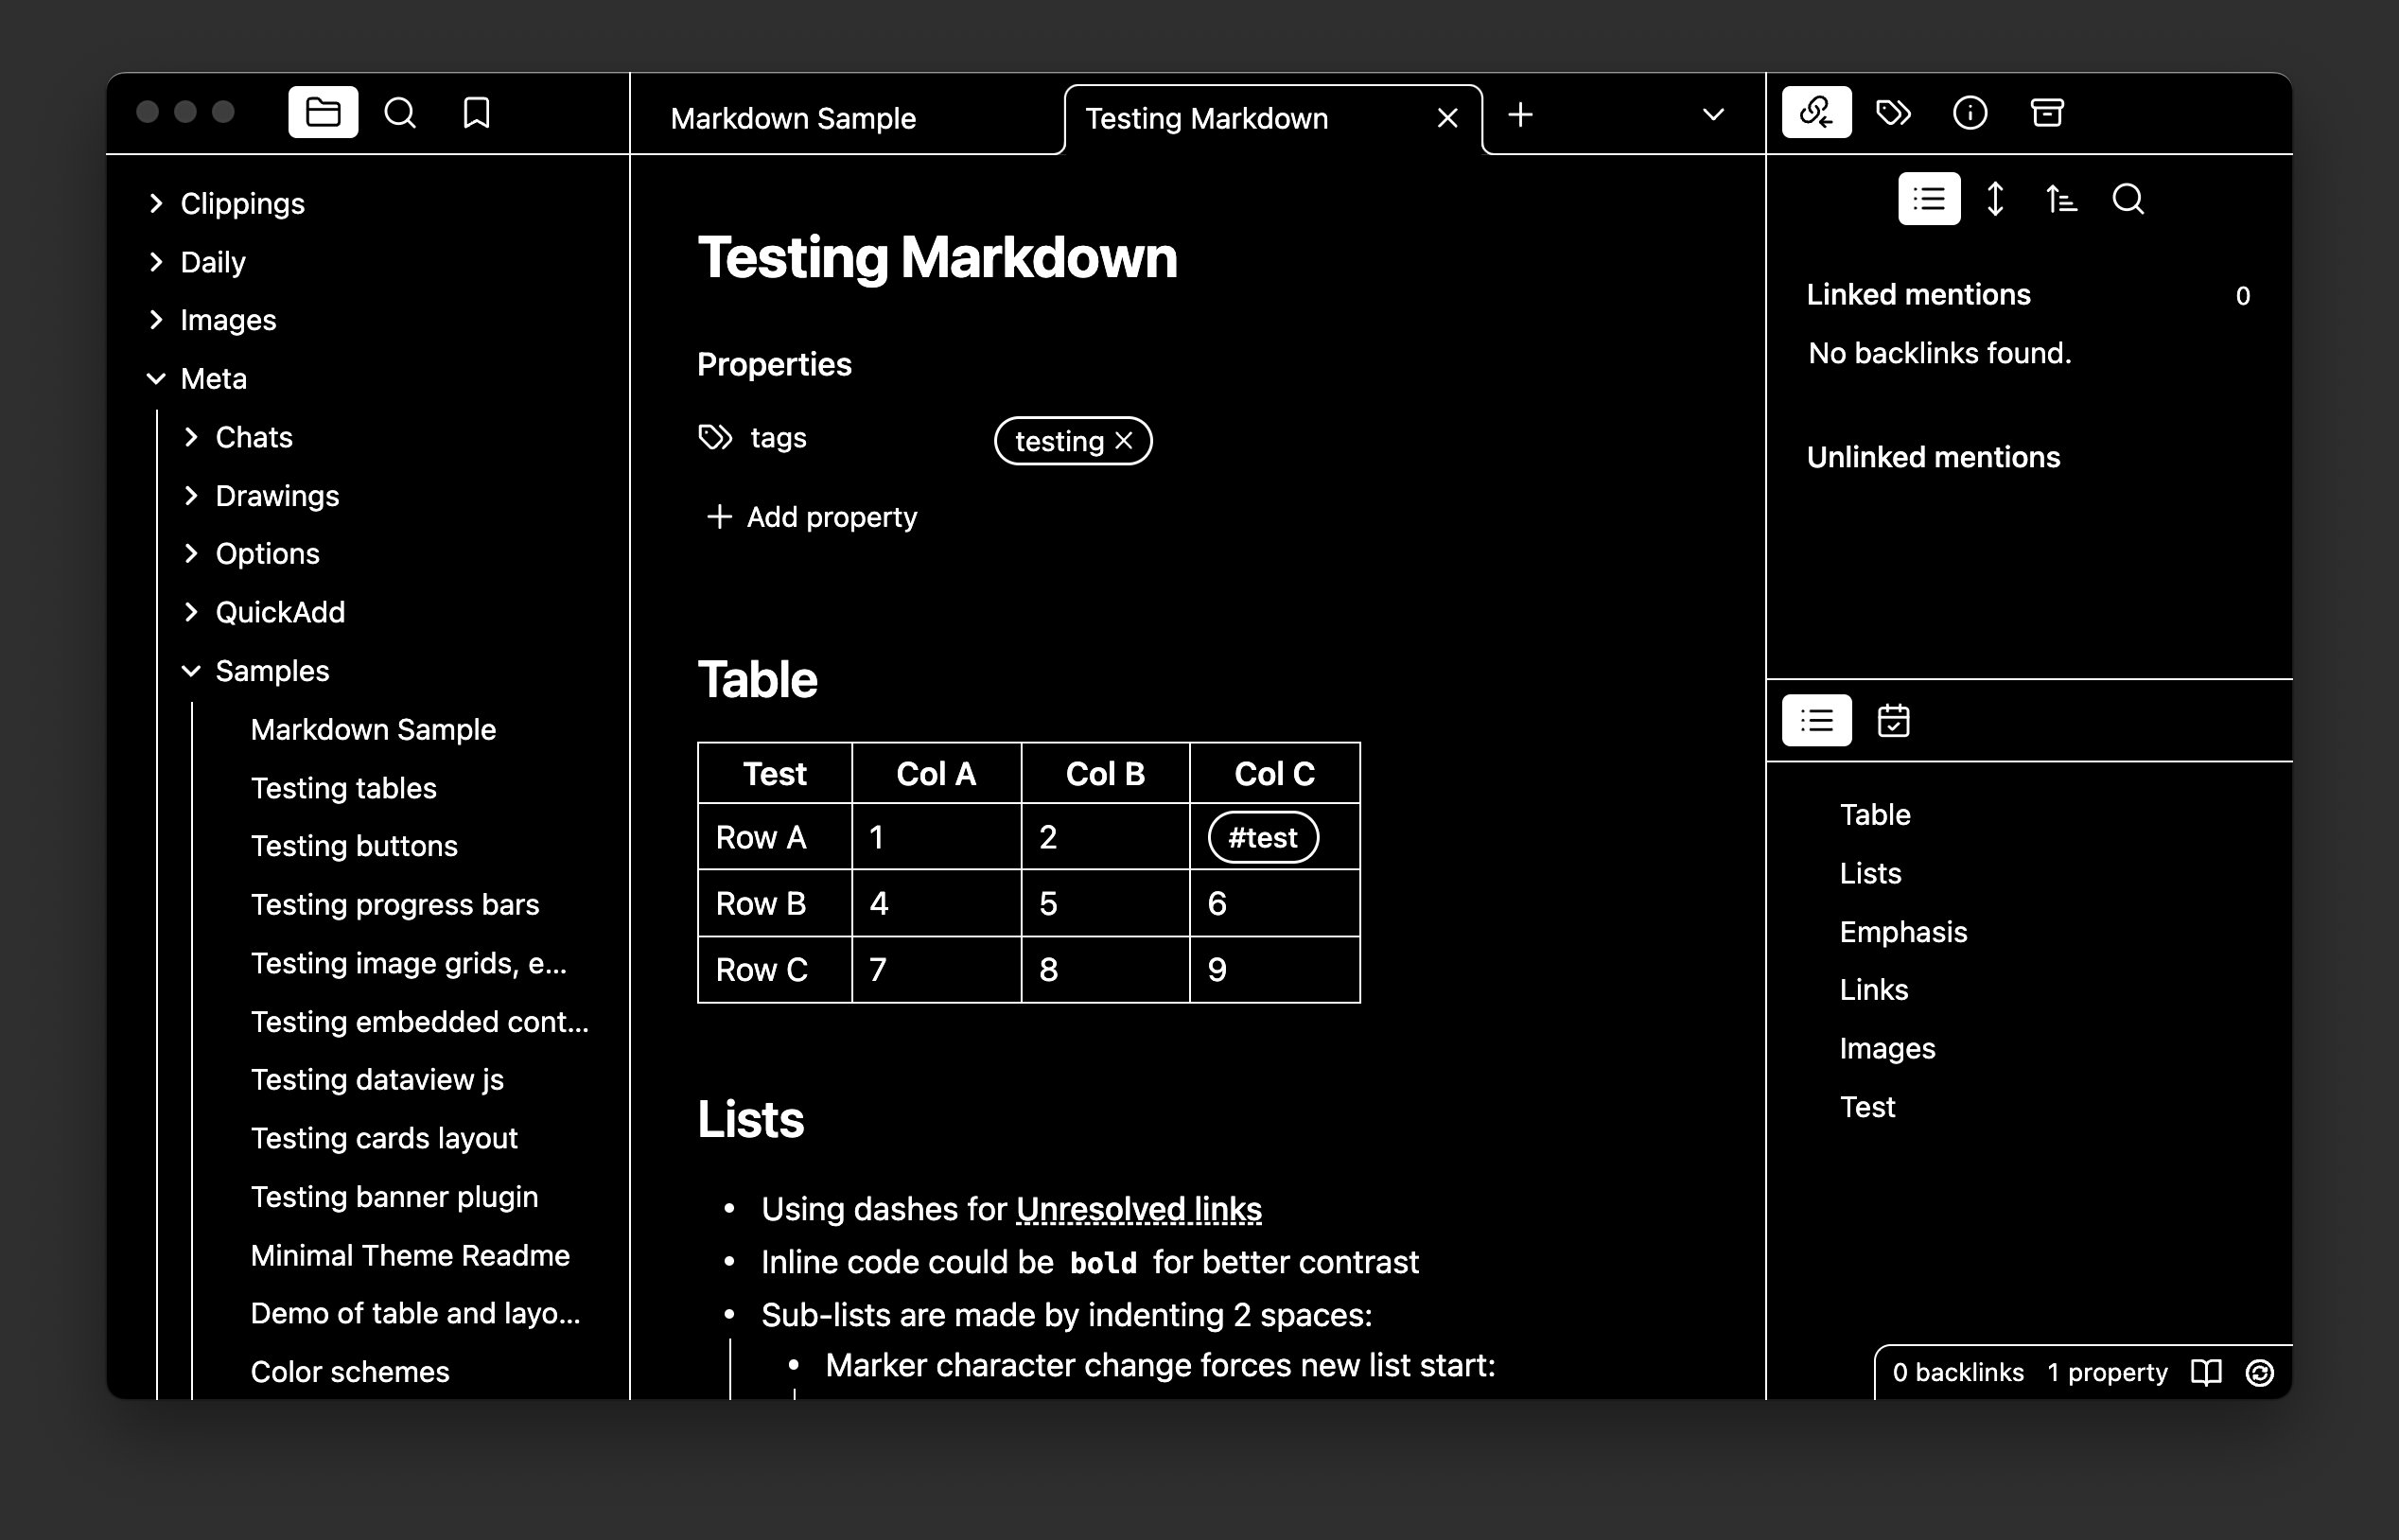 Markdown Sample
Testing Markdown
Clippings
Daily
Images
Meta
Chats
Drawings
Options
QuickAdd
Samples
Markdown Sample
Testing tables
Testing buttons
Testing progress bars
Testing image grids, e...
Testing embedded cont...
Testing dataview js
Testing cards layout
Testing banner plugin
Minimal Theme Readme
Demo of table and layo...
Color schemes
Testing Markdown
Properties
tags testing
Add property
Table
Test Col A Col B Col C
Row A 1 2 #test
Row B 4 5 6
Row C 7 8 9
Lists
• Using dashes for Unresolved links
• Inline code could be bold for better contrast
• Sub-lists are made by indenting 2 spaces:
• Marker character change forces new list start:
Linked mentions 0
No backlinks found.
Unlinked mentions
Table
Lists
Emphasis
Links
Images
Test
0 backlinks 1 property